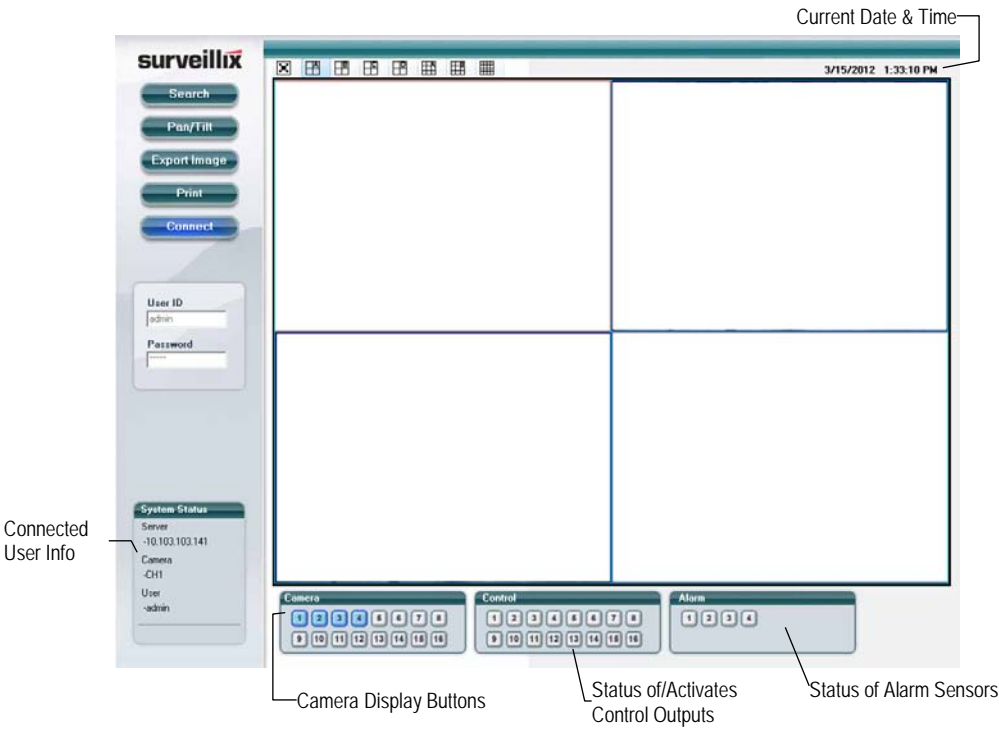 Current Date & Time
surveillix
3/15/2012 1:33:10 PM
Search
Pan/Tilt
Export Image
Print
Connect
User ID
admin
Password
System Status
Server
-10.103.103.141
Camera
-CH1
User
-admin
Connected
User Info
Camera
1 2 3 4 5 6 7 8
9 10 11 12 13 14 15 16
Control
1 2 3 4 5 6 7 8
9 10 11 12 13 14 15 16
Alarm
1 2 3 4
Camera Display Buttons
Status of/Activates
Control Outputs
Status of Alarm Sensors